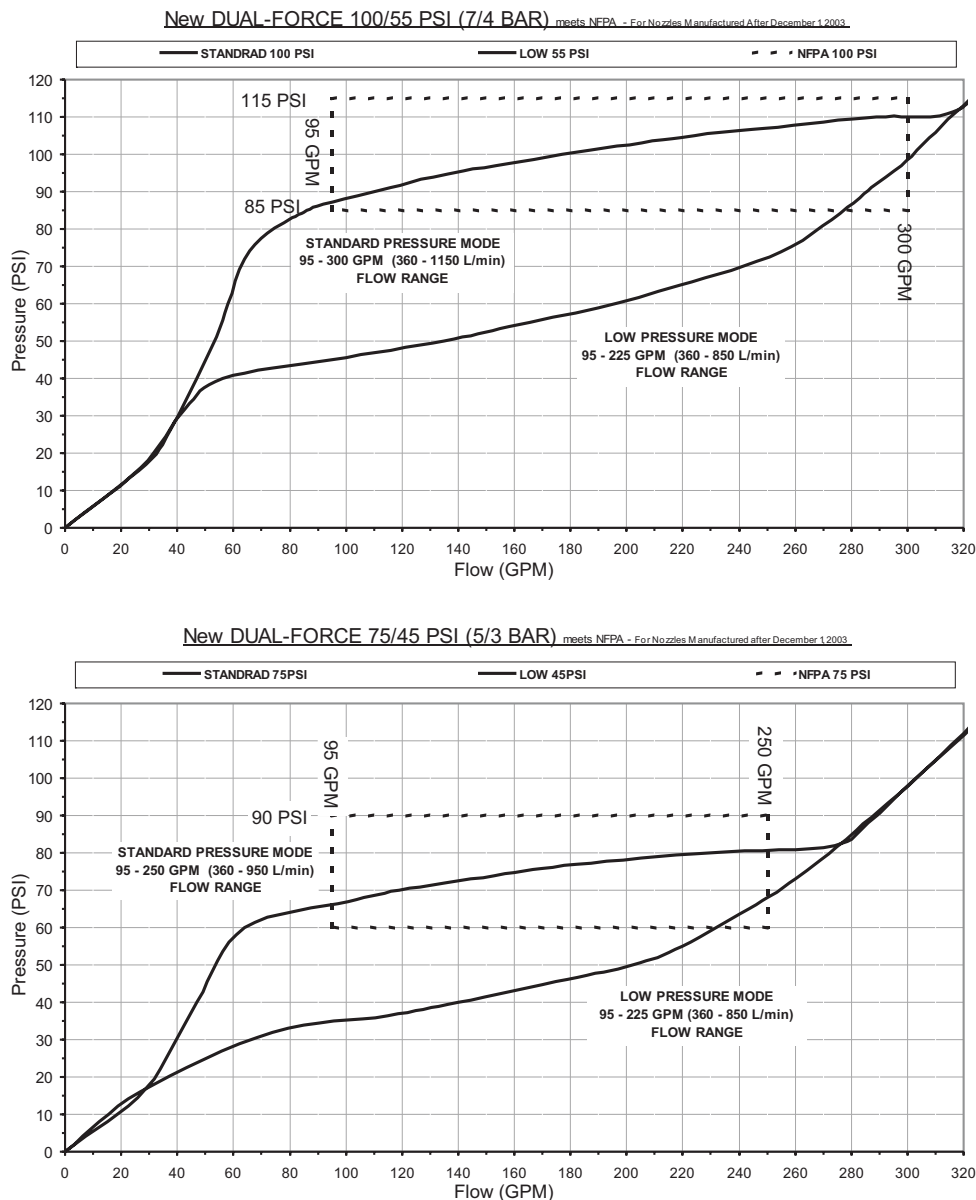 New DUAL-FORCE 100/55 PSI (7/4 BAR) meets NFPA - For Nozzles Manufactured After December 1,2003
STANDRAD 100 PSI LOW 55 PSI NFPA 100 PSI
120
110
100
90
80
70
60
50
40
30
20
10
0
Pressure (PSI)
115 PSI
95 GPM
85 PSI
300 GPM
STANDARD PRESSURE MODE
95 - 300 GPM (360 - 1150 L/min)
FLOW RANGE
LOW PRESSURE MODE
95 - 225 GPM (360 - 850 L/min)
FLOW RANGE
0 20 40 60 80 100 120 140 160 180 200 220 240 260 280 300 320
Flow (GPM)
New DUAL-FORCE 75/45 PSI (5/3 BAR) meets NFPA - For Nozzles Manufactured after December 1,2003
STANDRAD 75PSI LOW 45PSI NFPA 75 PSI
120
110
100
90
80
70
60
50
40
30
20
10
0
Pressure (PSI)
95 GPM
250 GPM
90 PSI
STANDARD PRESSURE MODE
95 - 250 GPM (360 - 950 L/min)
FLOW RANGE
LOW PRESSURE MODE
95 - 225 GPM (360 - 850 L/min)
FLOW RANGE
0 20 40 60 80 100 120 140 160 180 200 220 240 260 280 300 320
Flow (GPM)